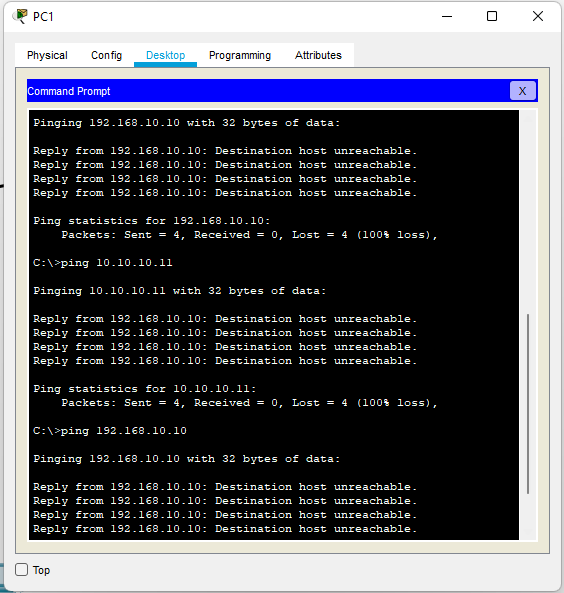 PC1
Physical Config Desktop Programming Attributes
Command Prompt X
Pinging 192.168.10.10 with 32 bytes of data:
Reply from 192.168.10.10: Destination host unreachable.
Reply from 192.168.10.10: Destination host unreachable.
Reply from 192.168.10.10: Destination host unreachable.
Reply from 192.168.10.10: Destination host unreachable.
Ping statistics for 192.168.10.10:
Packets: Sent = 4, Received = 0, Lost = 4 (100% loss),
C:\>ping 10.10.10.11
Pinging 10.10.10.11 with 32 bytes of data:
Reply from 192.168.10.10: Destination host unreachable.
Reply from 192.168.10.10: Destination host unreachable.
Reply from 192.168.10.10: Destination host unreachable.
Reply from 192.168.10.10: Destination host unreachable.
Ping statistics for 10.10.10.11:
Packets: Sent = 4, Received = 0, Lost = 4 (100% loss),
C:\>ping 192.168.10.10
Pinging 192.168.10.10 with 32 bytes of data:
Reply from 192.168.10.10: Destination host unreachable.
Reply from 192.168.10.10: Destination host unreachable.
Reply from 192.168.10.10: Destination host unreachable.
Reply from 192.168.10.10: Destination host unreachable.
Top